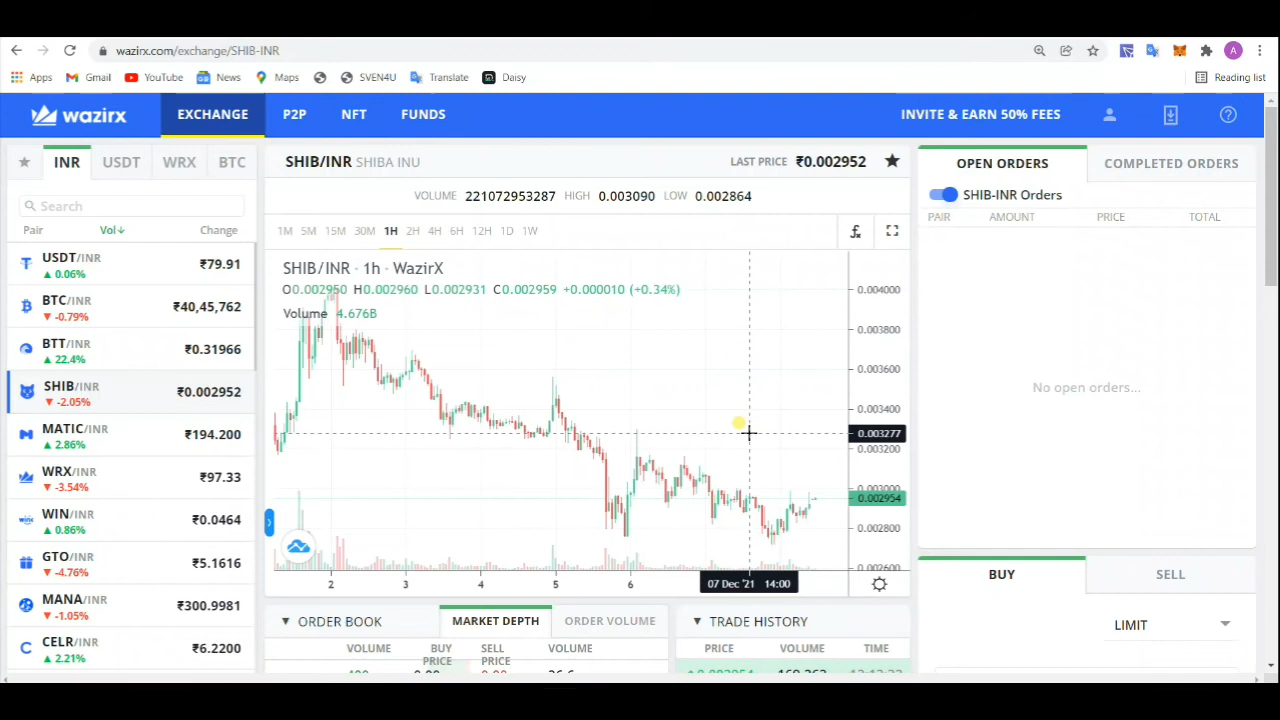 wazirx.com/exchange/SHIB-INR
A
Apps Gmail YouTube News Maps SVEN4U Translate Daisy Reading list
wazirx EXCHANGE P2P NFT FUNDS INVITE & EARN 50% FEES
INR USDT WRX BTC
Search
Pair Vol↓ Change
USDT/INR ₹79.91
▲ 0.06%
BTC/INR ₹40,45,762
▼ -0.79%
BTT/INR ₹0.31966
▲ 22.4%
SHIB/INR ₹0.002952
▼ -2.05%
MATIC/INR ₹194.200
▲ 2.86%
WRX/INR ₹97.33
▼ -3.54%
WIN/INR ₹0.0464
▲ 0.86%
GTO/INR ₹5.1616
▼ -4.76%
MANA/INR ₹300.9981
▼ -1.05%
CELR/INR ₹6.2200
▲ 2.21%
SHIB/INR SHIBA INU LAST PRICE ₹0.002952
VOLUME 221072953287 HIGH 0.003090 LOW 0.002864
1M 5M 15M 30M 1H 2H 4H 6H 12H 1D 1W
SHIB/INR · 1h - WazirX
O0.002950 H0.002960 L0.002931 C0.002959 +0.000010 (+0.34%)
Volume 4.676B
0.004000
0.003800
0.003600
0.003400
0.003277
0.003200
0.003000
0.002954
0.002800
0.002600
2 3 4 5 6 07 Dec '21 14:00
▼ ORDER BOOK MARKET DEPTH ORDER VOLUME
VOLUME BUY PRICE SELL PRICE VOLUME
▼ TRADE HISTORY
PRICE VOLUME TIME
OPEN ORDERS COMPLETED ORDERS
SHIB-INR Orders
PAIR AMOUNT PRICE TOTAL
No open orders...
BUY SELL
LIMIT